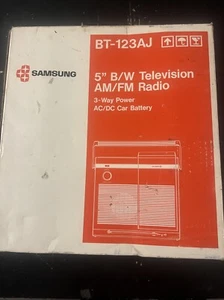 BT-123AJ
SAMSUNG
5" B/W Television
AM/FM Radio
3-Way Power
AC/DC Car Battery